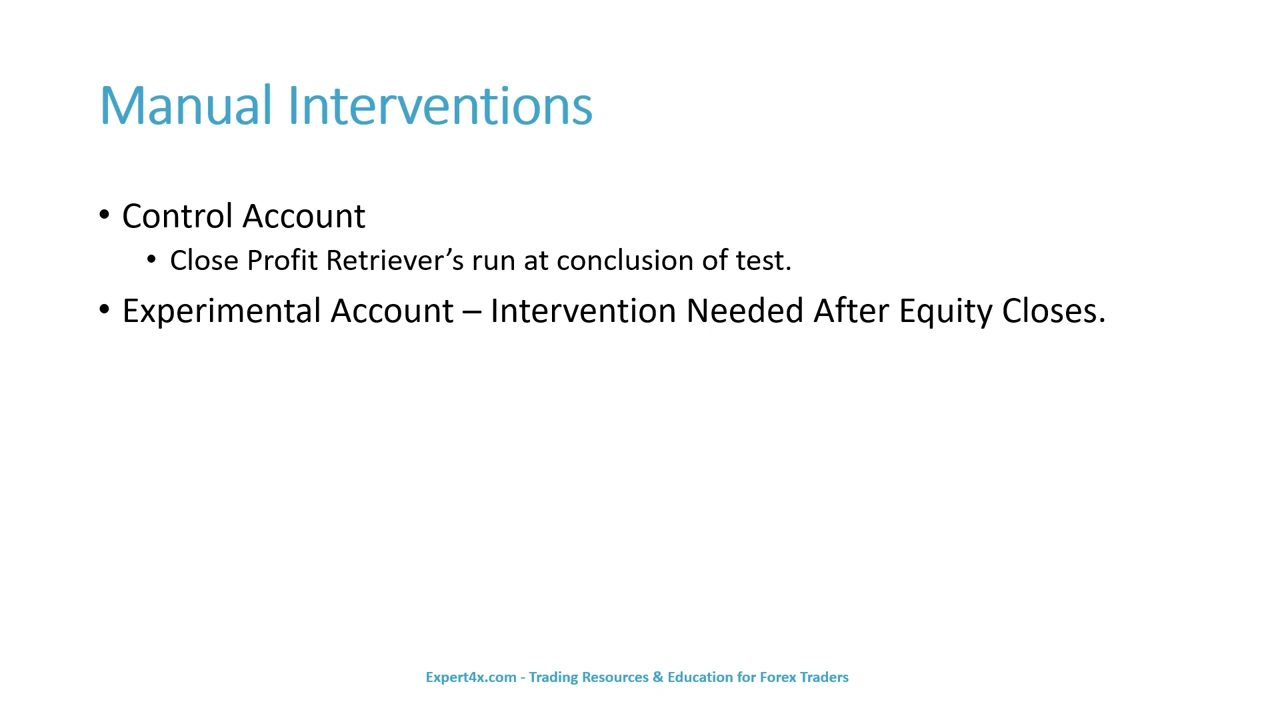 Manual Interventions
• Control Account
• Close Profit Retriever’s run at conclusion of test.
• Experimental Account – Intervention Needed After Equity Closes.
Expert4x.com - Trading Resources & Education for Forex Traders